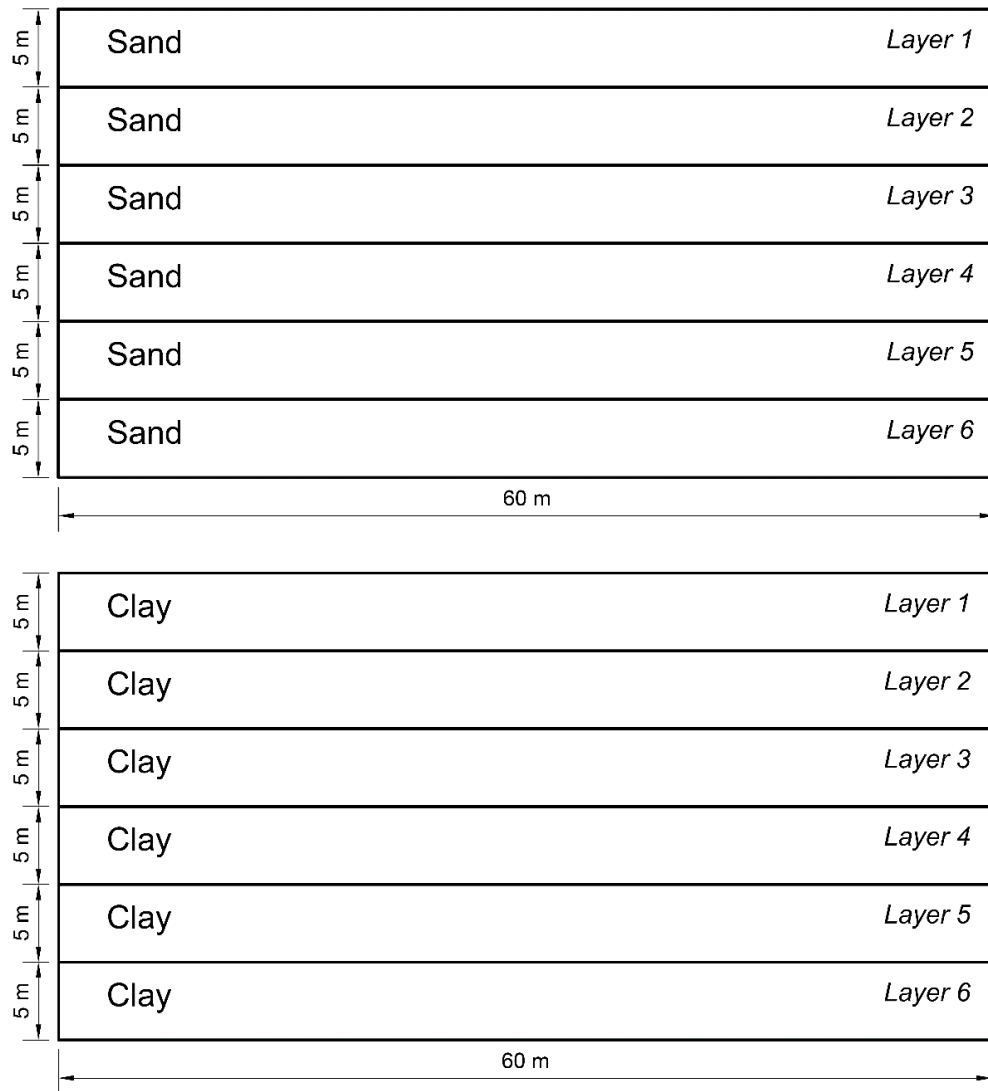 5 m Sand Layer 1
5 m Sand Layer 2
5 m Sand Layer 3
5 m Sand Layer 4
5 m Sand Layer 5
5 m Sand Layer 6
60 m
5 m Clay Layer 1
5 m Clay Layer 2
5 m Clay Layer 3
5 m Clay Layer 4
5 m Clay Layer 5
5 m Clay Layer 6
60 m